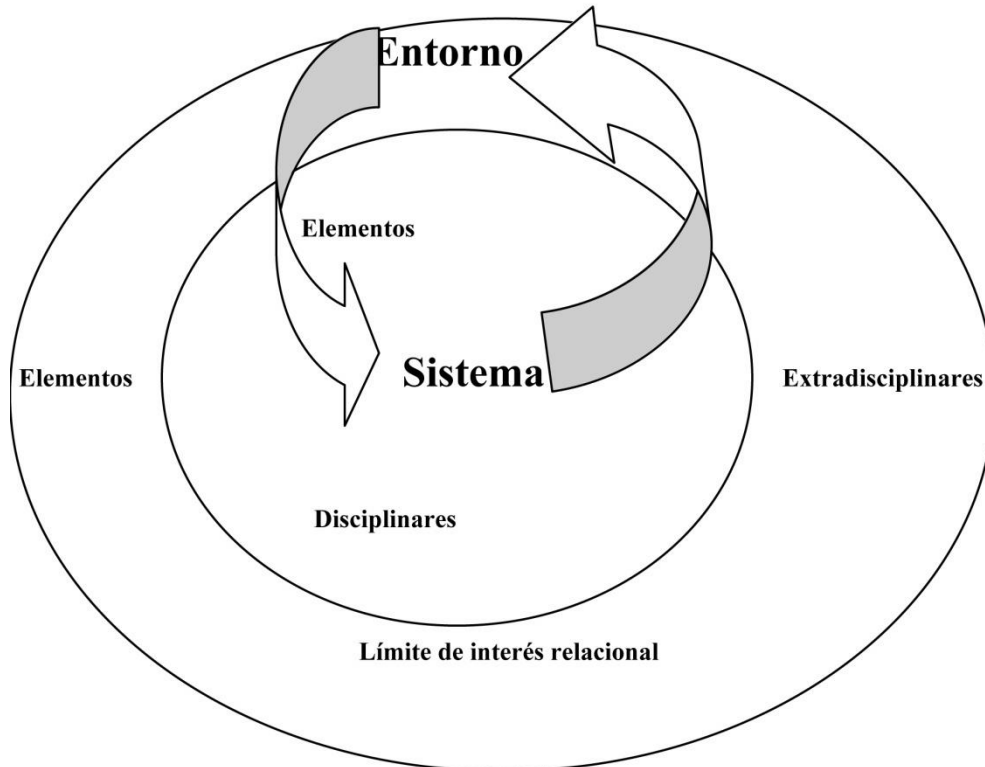 Entorno
Elementos
Sistema
Elementos
Extradisciplinares
Disciplinares
Límite de interés relacional